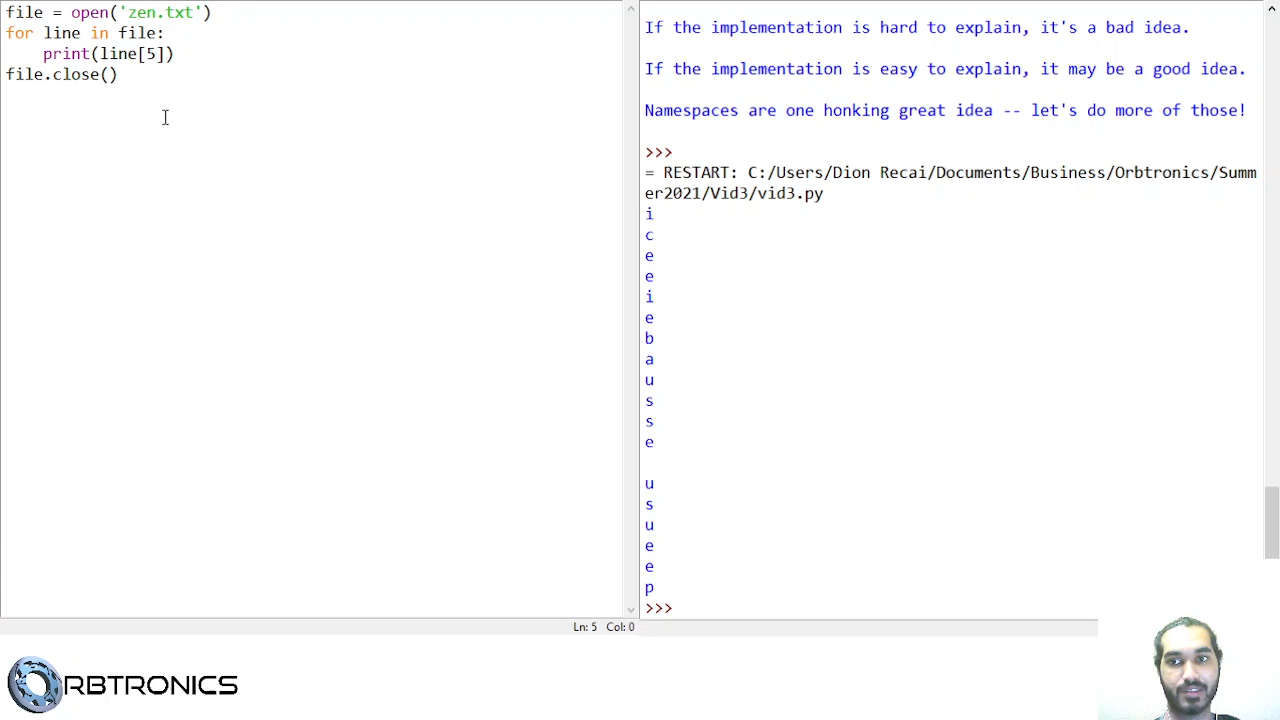 file = open('zen.txt')
for line in file:
    print(line[5])
file.close()
If the implementation is hard to explain, it's a bad idea.
If the implementation is easy to explain, it may be a good idea.
Namespaces are one honking great idea -- let's do more of those!
>>>
= RESTART: C:/Users/Dion Recai/Documents/Business/Orbtronics/Summ
er2021/Vid3/vid3.py
i
c
e
e
i
e
b
a
u
s
s
e
u
s
u
e
e
p
>>>
Ln: 5 Col: 0
ORBTRONICS